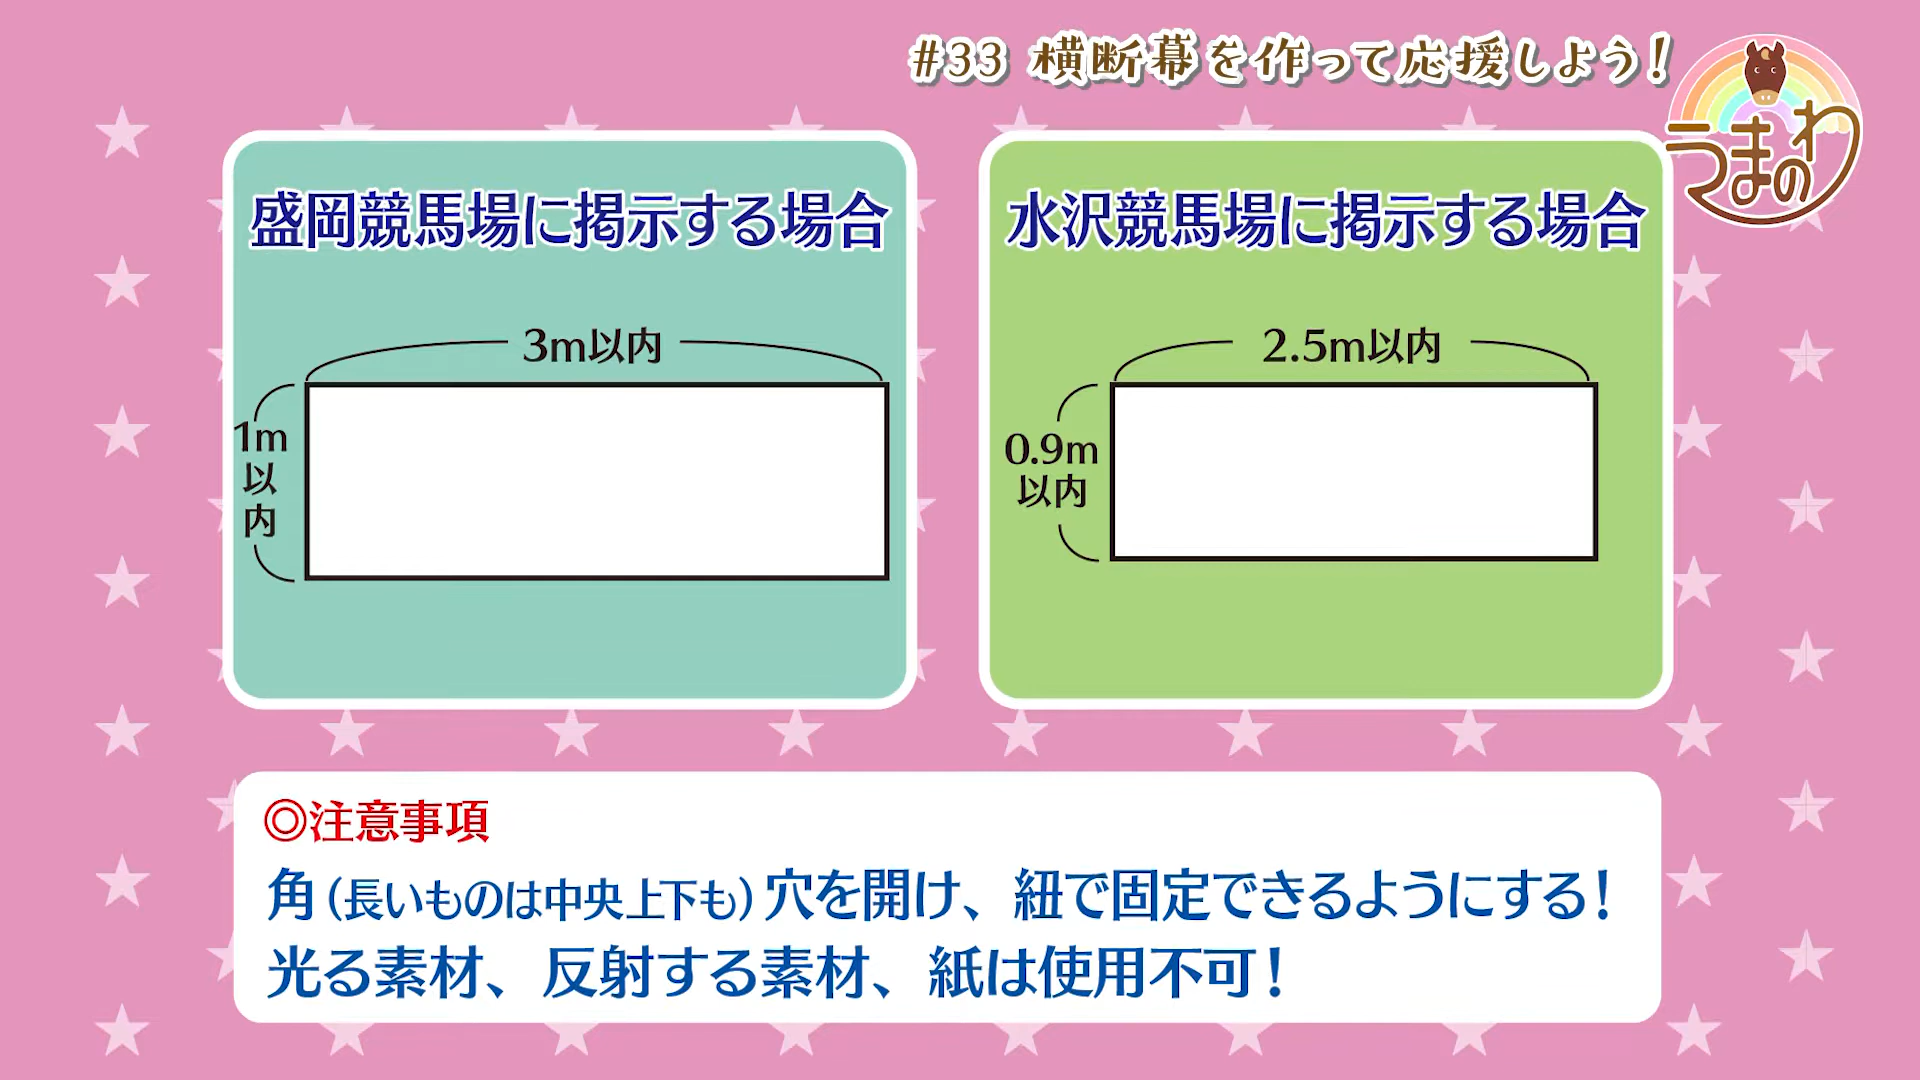 #33 横断幕を作って応援しよう！
うまのわ
盛岡競馬場に掲示する場合
3m以内
1m
以
内
水沢競馬場に掲示する場合
2.5m以内
0.9m
以内
◎注意事項
角（長いものは中央上下も）穴を開け、紐で固定できるようにする！
光る素材、反射する素材、紙は使用不可！